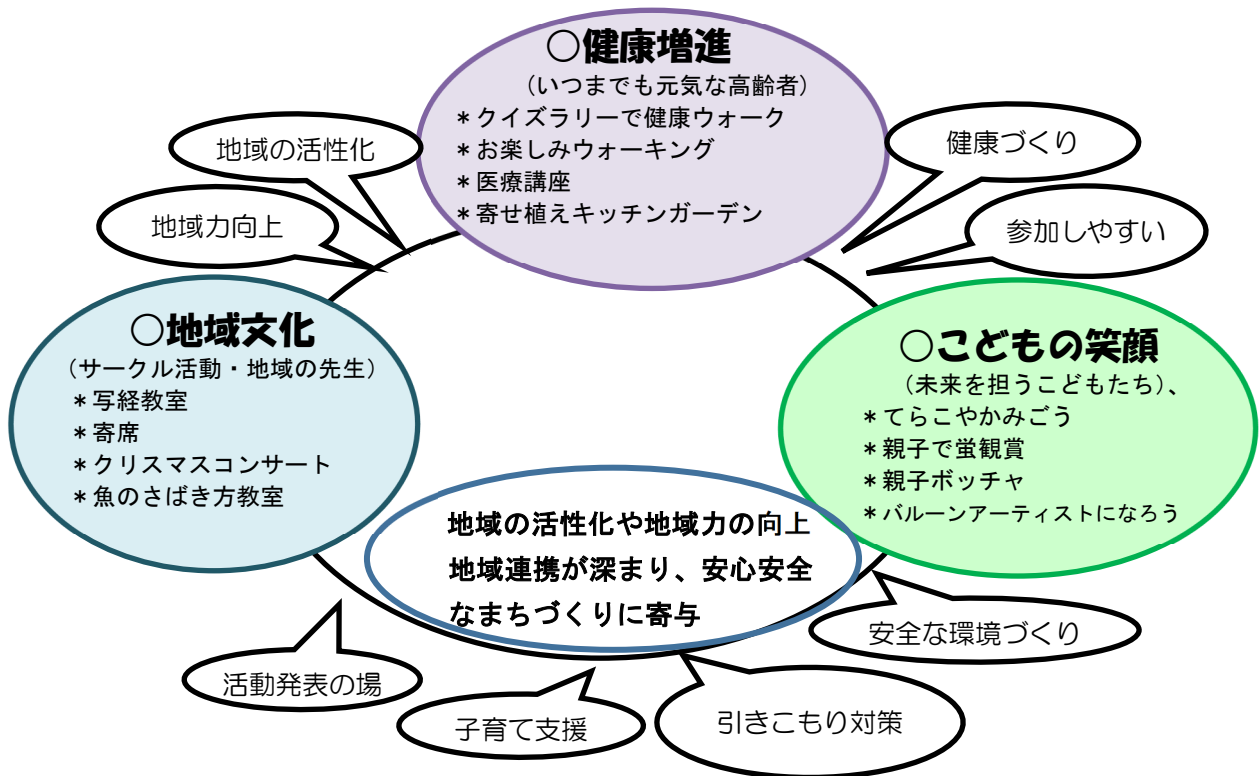 ○健康増進
(いつまでも元気な高齢者)
*クイズラリーで健康ウォーク
*お楽しみウォーキング
*医療講座
*寄せ植えキッチンガーデン
地域の活性化
地域力向上
健康づくり
参加しやすい
○地域文化
(サークル活動・地域の先生)
*写経教室
*寄席
*クリスマスコンサート
*魚のさばき方教室
○こどもの笑顔
(未来を担うこどもたち)、
*てらこやかみごう
*親子で蛍観賞
*親子ボッチャ
*バルーンアーティストになろう
地域の活性化や地域力の向上
地域連携が深まり、安心安全
なまちづくりに寄与
安全な環境づくり
活動発表の場
子育て支援
引きこもり対策